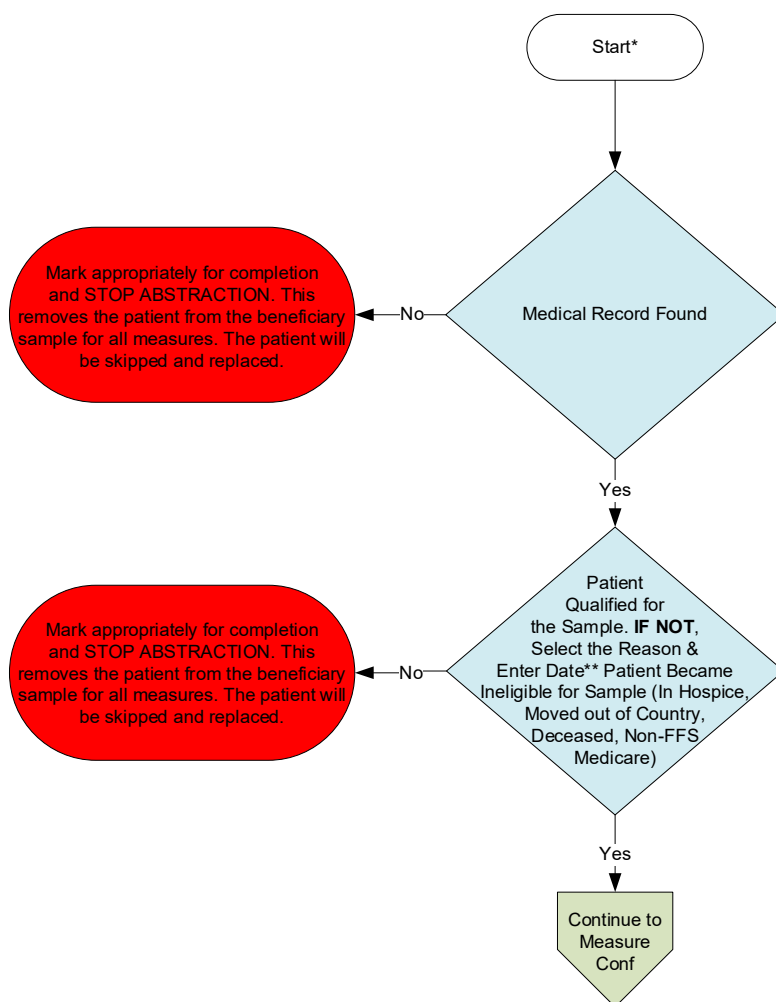 Start*
Medical Record Found
No
Mark appropriately for completion
and STOP ABSTRACTION. This
removes the patient from the beneficiary
sample for all measures. The patient will
be skipped and replaced.
Yes
Patient
Qualified for
the Sample. IF NOT,
Select the Reason &
Enter Date** Patient Became
Ineligible for Sample (In Hospice,
Moved out of Country,
Deceased, Non-FFS
Medicare)
No
Mark appropriately for completion
and STOP ABSTRACTION. This
removes the patient from the beneficiary
sample for all measures. The patient will
be skipped and replaced.
Yes
Continue to
Measure
Conf